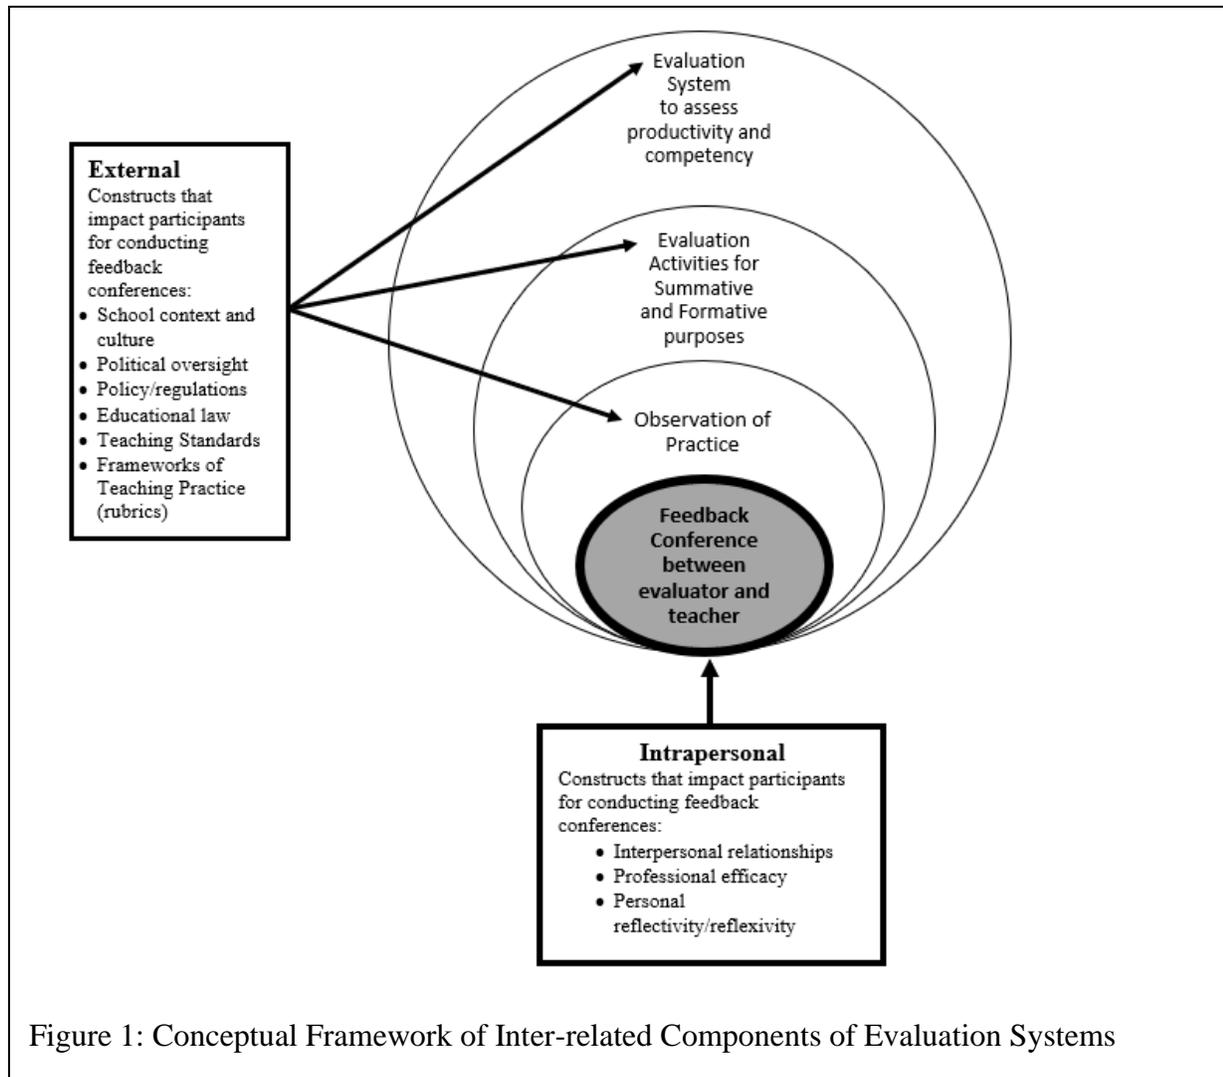 Evaluation
System
to assess
productivity and
competency
External
Constructs that
impact participants
for conducting
feedback
conferences:
• School context and
culture
• Political oversight
• Policy/regulations
• Educational law
• Teaching Standards
• Frameworks of
Teaching Practice
(rubrics)
Evaluation
Activities for
Summative
and Formative
purposes
Observation of
Practice
Feedback
Conference
between
evaluator and
teacher
Intrapersonal
Constructs that impact participants
for conducting feedback
conferences:
• Interpersonal relationships
• Professional efficacy
• Personal
reflectivity/reflexivity
Figure 1: Conceptual Framework of Inter-related Components of Evaluation Systems